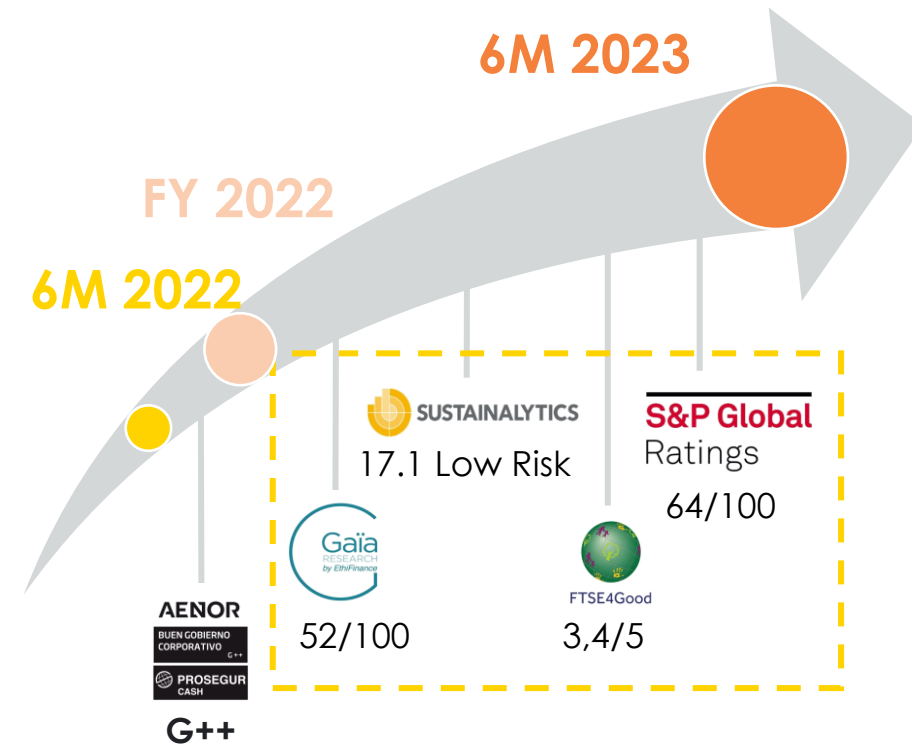 6M 2023
FY 2022
6M 2022
SUSTAINALYTICS
17.1 Low Risk
S&P Global
Ratings
64/100
Gaïa
RESEARCH
by EthiFinance
52/100
FTSE4Good
3,4/5
AENOR
BUEN GOBIERNO
CORPORATIVO
G++
PROSEGUR
CASH
G++